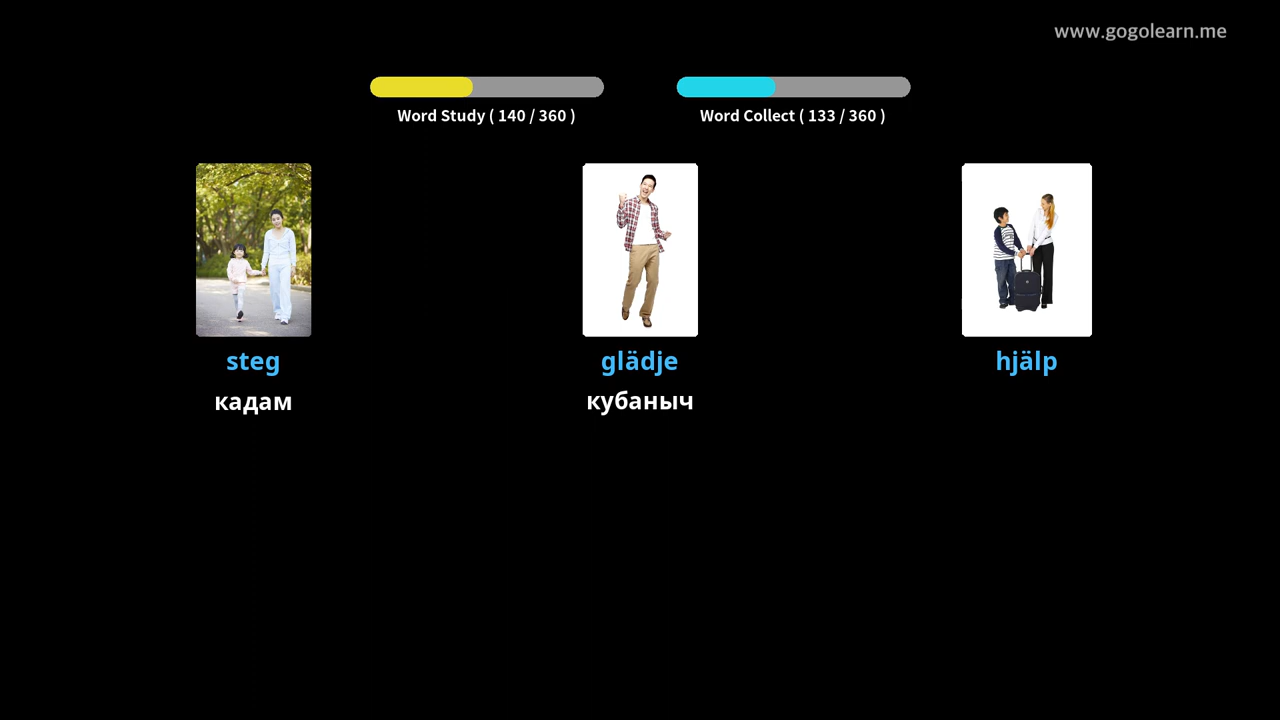 www.gogolearn.me
Word Study ( 140 / 360 )
Word Collect ( 133 / 360 )
steg
glädje
hjälp
кадам
кубаныч